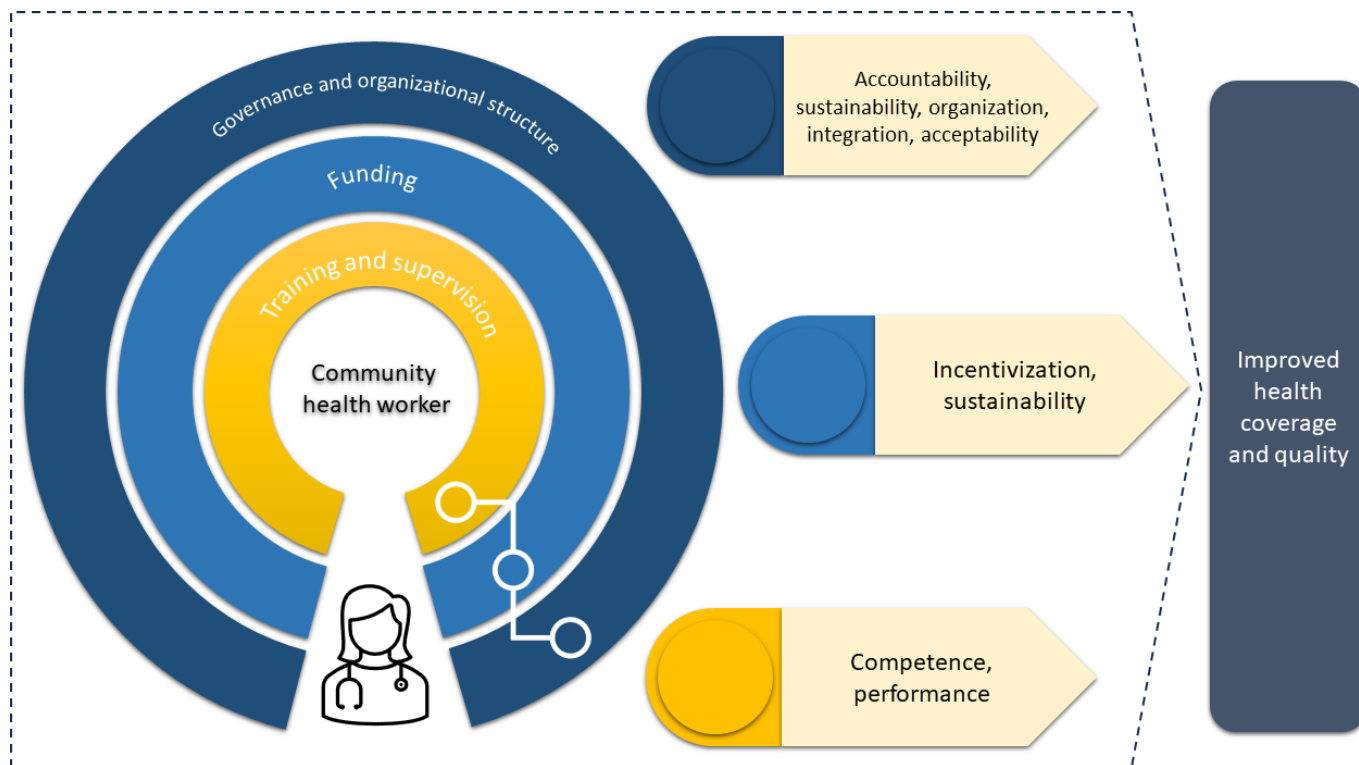 Governance and organizational structure
Funding
Training and supervision
Community
health worker
Accountability,
sustainability, organization,
integration, acceptability
Incentivization,
sustainability
Competence,
performance
Improved
health
coverage
and quality